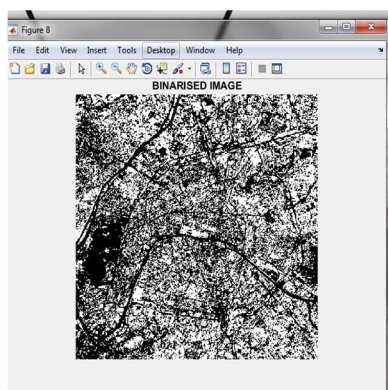 Figure 8
File Edit View Insert Tools Desktop Window Help
BINARISED IMAGE